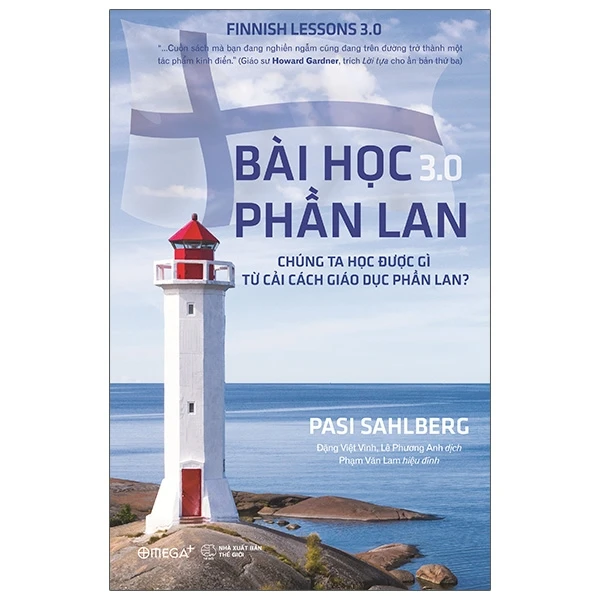 FINNISH LESSONS 3.0
"...Cuốn sách mà bạn đang nghiền ngẫm cũng đang trên đường trở thành một
tác phẩm kinh điển." (Giáo sư Howard Gardner, trích Lời tựa cho ấn bản thứ ba)
BÀI HỌC 3.0
PHẦN LAN
CHÚNG TA HỌC ĐƯỢC GÌ
TỪ CẢI CÁCH GIÁO DỤC PHẦN LAN?
PASI SAHLBERG
Đặng Việt Vinh, Lê Phương Anh dịch
Phạm Văn Lam hiệu đính
OMEGA+
NHÀ XUẤT BẢN
THẾ GIỚI